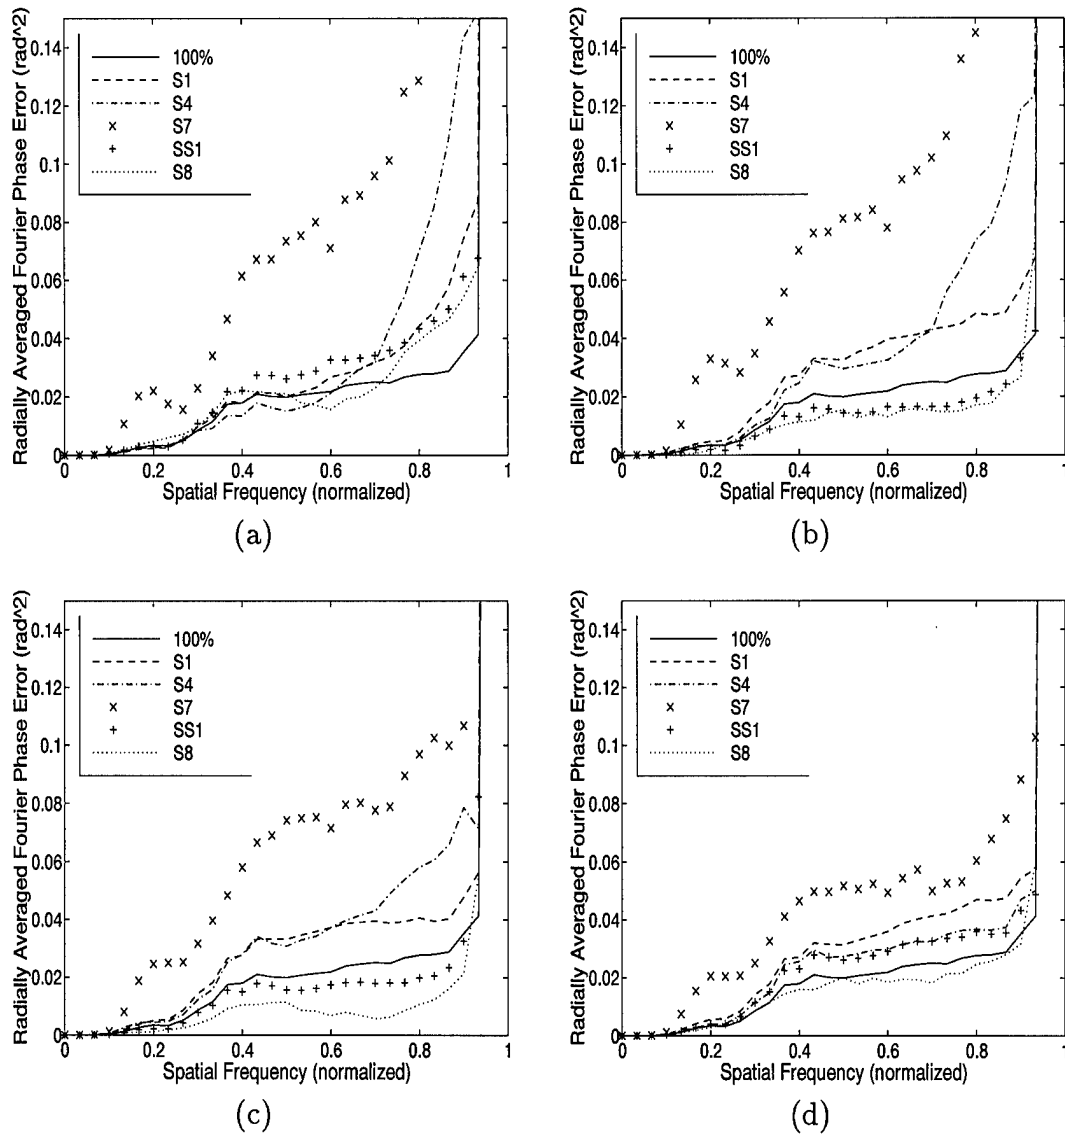 Radially Averaged Fourier Phase Error (rad^2)
0.14
0.12
0.1
0.08
0.06
0.04
0.02
0
100%
S1
S4
S7
SS1
S8
0 0.2 0.4 0.6 0.8 1
Spatial Frequency (normalized)
(a)
Radially Averaged Fourier Phase Error (rad^2)
0.14
0.12
0.1
0.08
0.06
0.04
0.02
0
100%
S1
S4
S7
SS1
S8
0 0.2 0.4 0.6 0.8 1
Spatial Frequency (normalized)
(b)
Radially Averaged Fourier Phase Error (rad^2)
0.14
0.12
0.1
0.08
0.06
0.04
0.02
0
100%
S1
S4
S7
SS1
S8
0 0.2 0.4 0.6 0.8 1
Spatial Frequency (normalized)
(c)
Radially Averaged Fourier Phase Error (rad^2)
0.14
0.12
0.1
0.08
0.06
0.04
0.02
0
100%
S1
S4
S7
SS1
S8
0 0.2 0.4 0.6 0.8 1
Spatial Frequency (normalized)
(d)